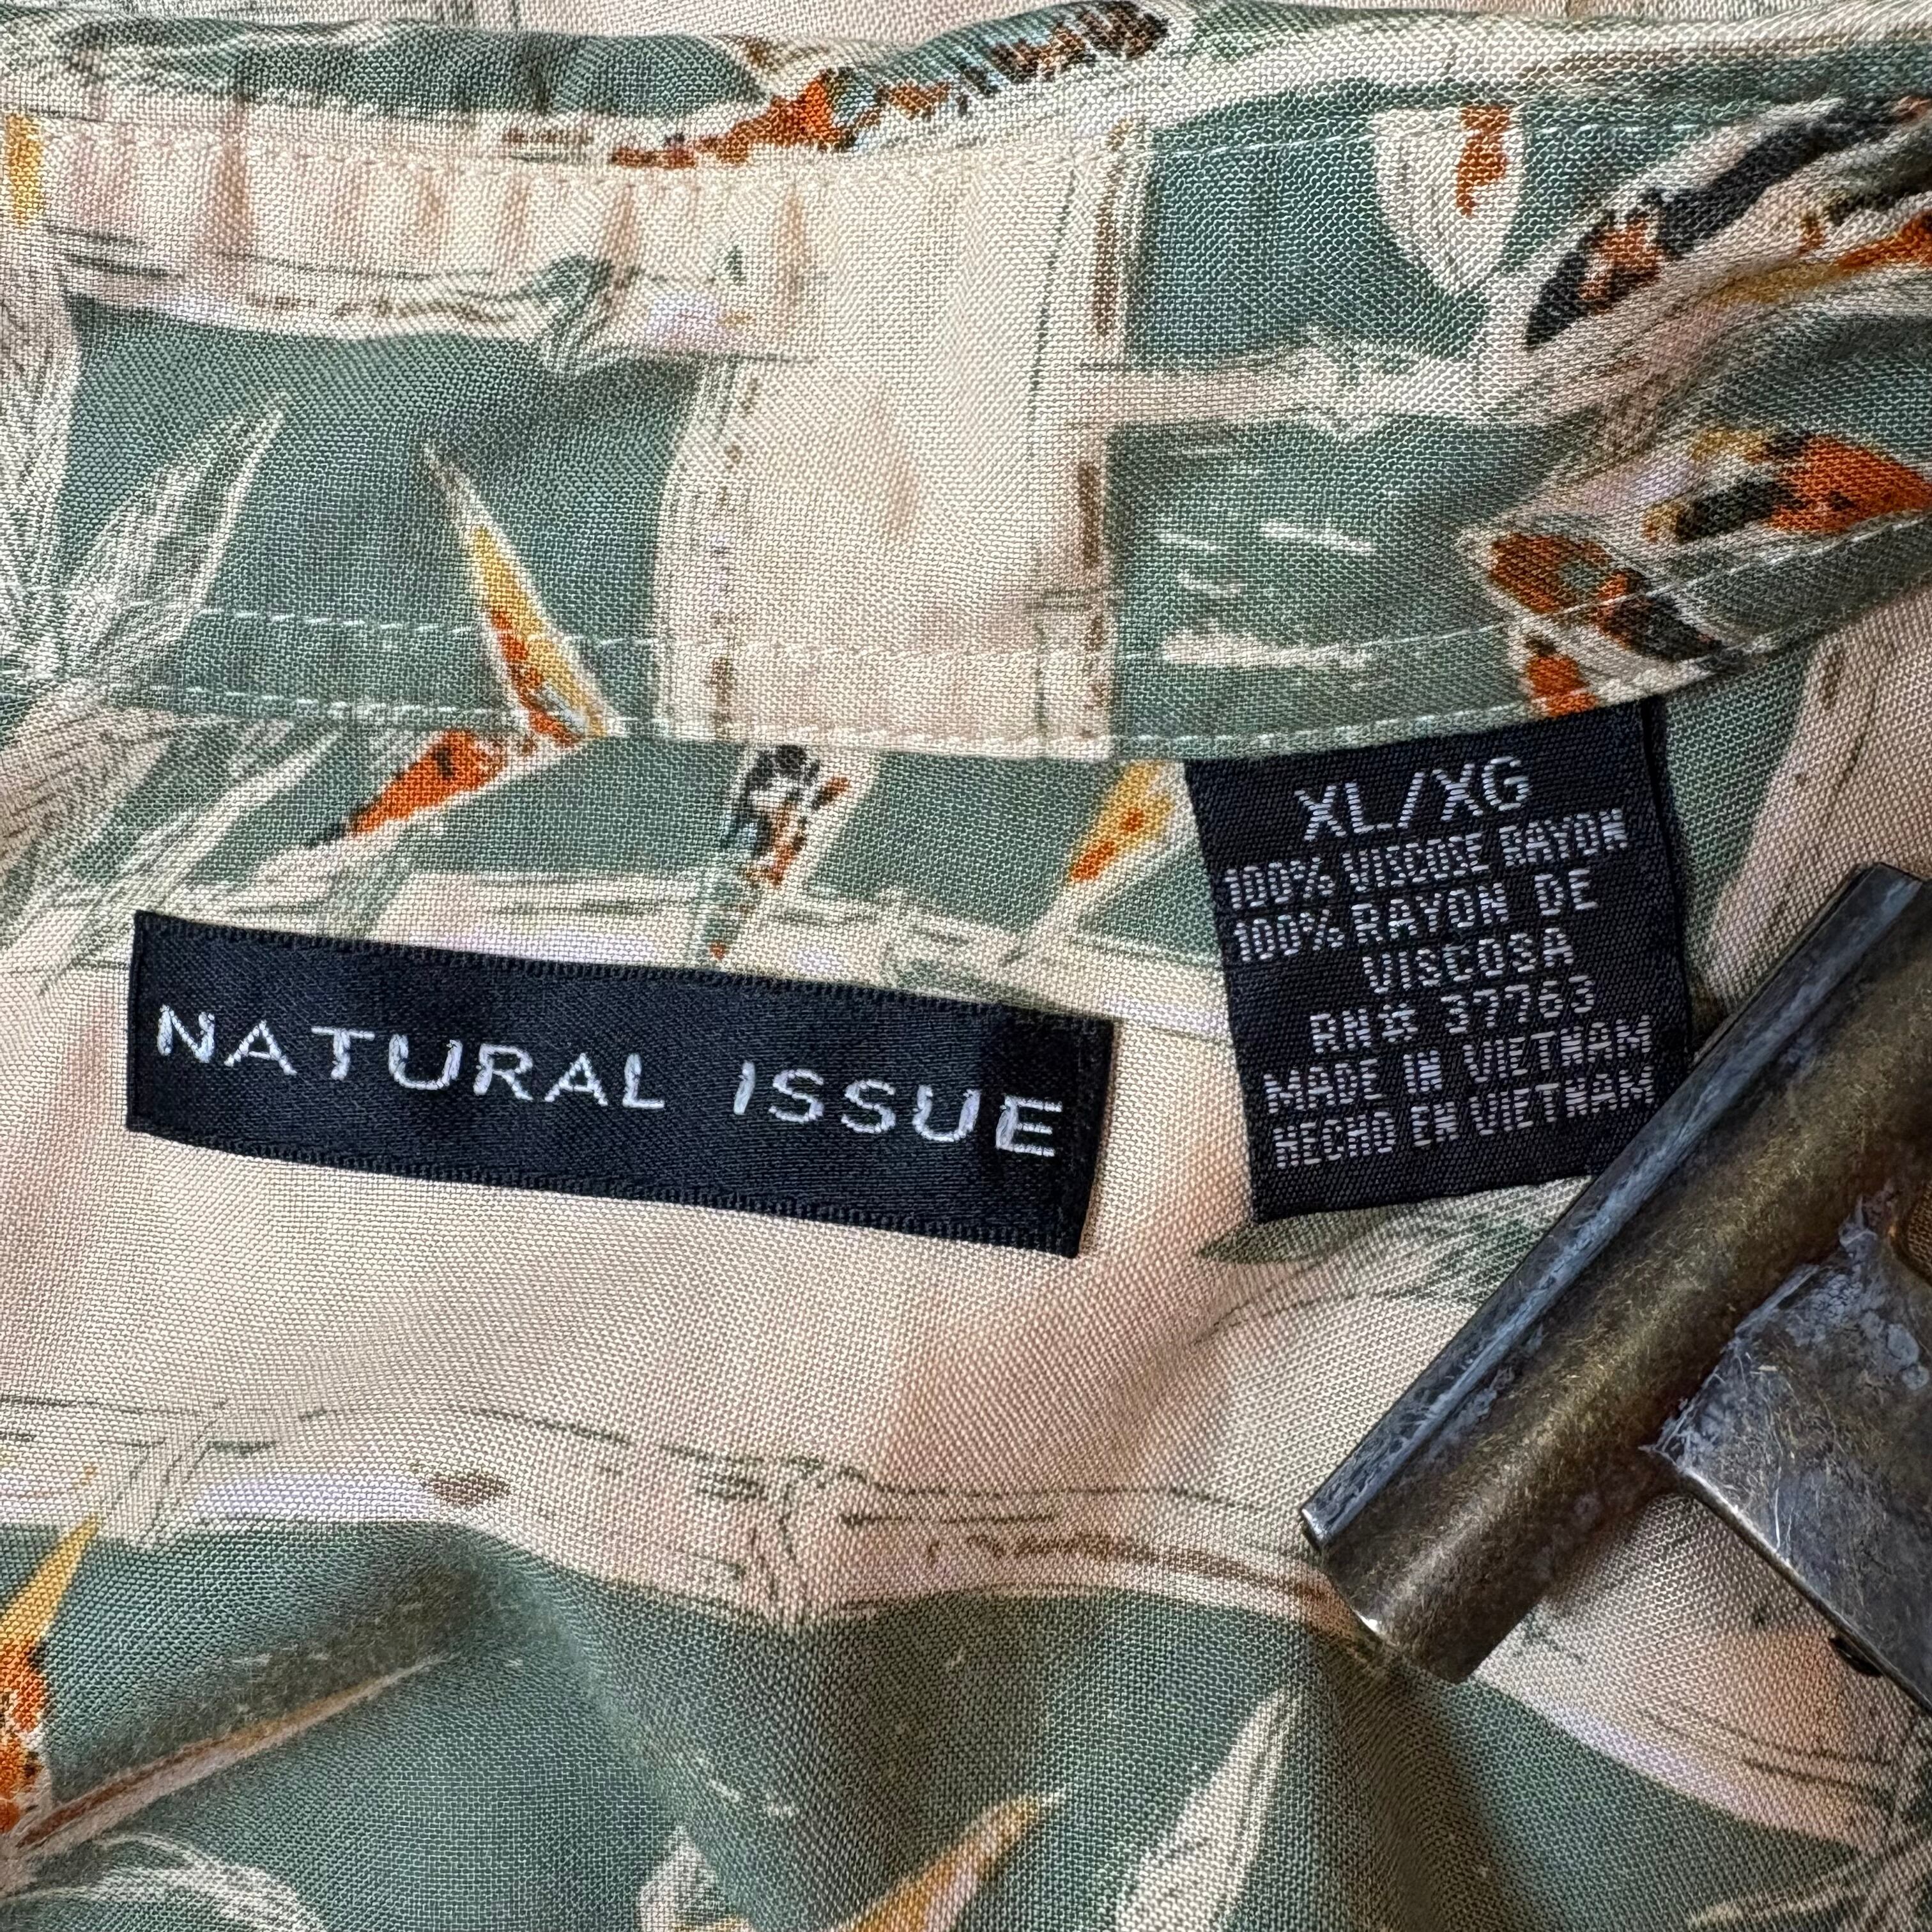 NATURAL ISSUE
XL/XG
100% VISCOSE RAYON
100% RAYON DE
VISCOSA
RN# 37763
MADE IN VIETNAM
HECHO EN VIETNAM